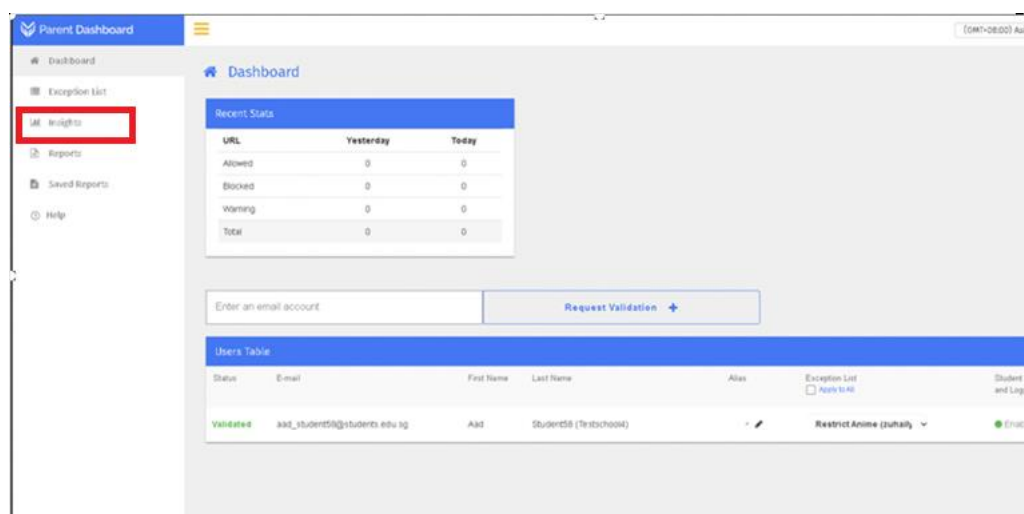 Parent Dashboard
(GMT+08:00) Au
Dashboard
Exception List
Insights
Reports
Saved Reports
Help
Dashboard
Recent Stats
URL Yesterday Today
Allowed 0 0
Blocked 0 0
Warning 0 0
Total 0 0
Enter an email account
Request Validation +
Users Table
Status E-mail First Name Last Name Alias Exception List Student
Apply to All and Log
Validated aad_student58@students.edu.sg Aad Student58 (Testschool4) - Restrict Anime (zuhaily Enab